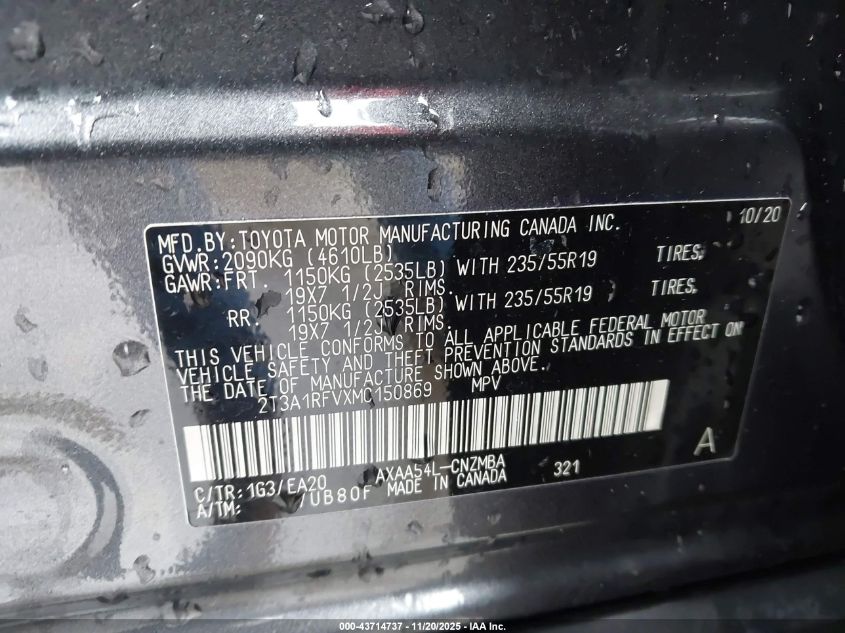 MFD.BY:TOYOTA MOTOR MANUFACTURING CANADA INC. 10/20
GVWR:2090KG (4610LB)
GAWR:FRT. 1150KG (2535LB) WITH 235/55R19 TIRES.
19X7 1/2J RIMS.
RR. 1150KG (2535LB) WITH 235/55R19 TIRES.
19X7 1/2J RIMS.
THIS VEHICLE CONFORMS TO ALL APPLICABLE FEDERAL MOTOR
VEHICLE SAFETY AND THEFT PREVENTION STANDARDS IN EFFECT ON
THE DATE OF MANUFACTURE SHOWN ABOVE.
2T3A1RFVXMC150869 MPV
A
C/TR:1G3/EA20 AXAA54L-CNZMBA 321
A/TM: /UB80F MADE IN CANADA
000-43714737 - 11/20/2025 - IAA Inc.